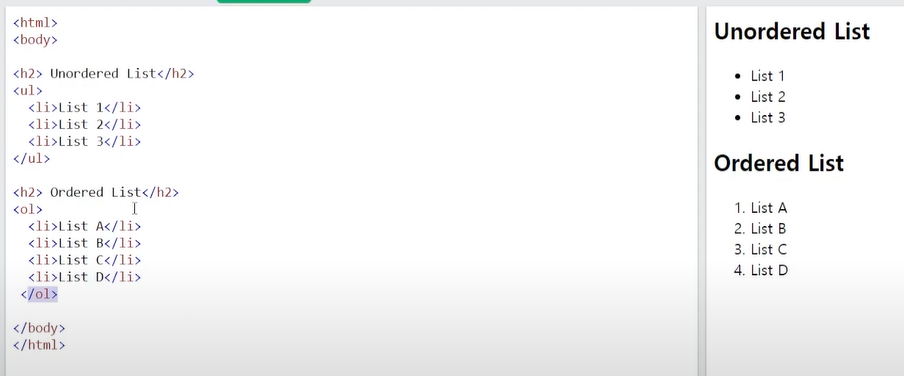 <html>
<body>
<h2> Unordered List</h2>
<ul>
<li>List 1</li>
<li>List 2</li>
<li>List 3</li>
</ul>
<h2> Ordered List</h2>
<ol>
<li>List A</li>
<li>List B</li>
<li>List C</li>
<li>List D</li>
</ol>
</body>
</html>
Unordered List
• List 1
• List 2
• List 3
Ordered List
1. List A
2. List B
3. List C
4. List D